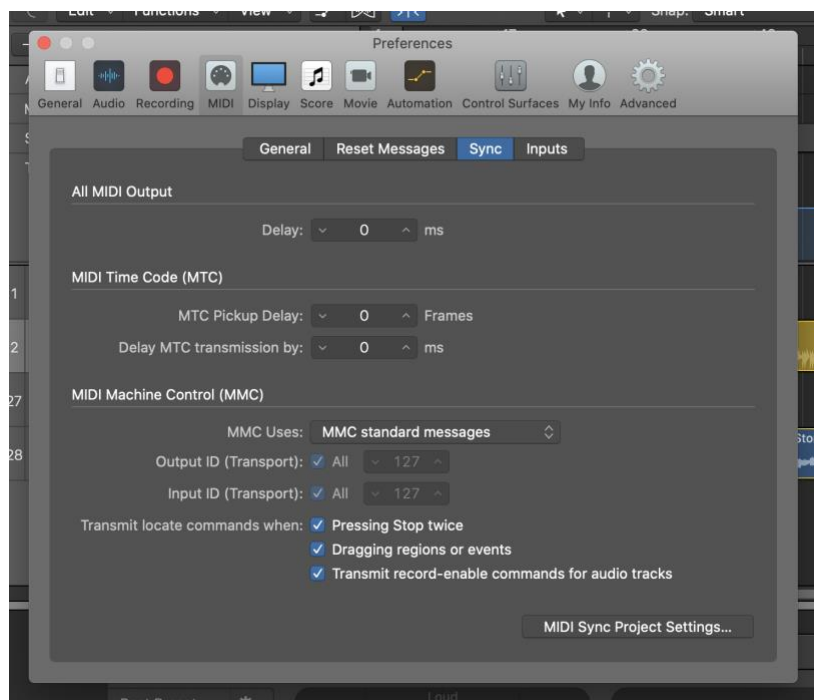 Edit Functions View Snap: Smart
17
Preferences
General Audio Recording MIDI Display Score Movie Automation Control Surfaces My Info Advanced
General Reset Messages Sync Inputs
All MIDI Output
Delay: 0 ms
MIDI Time Code (MTC)
MTC Pickup Delay: 0 Frames
1
Delay MTC transmission by: 0 ms
2
MIDI Machine Control (MMC)
27
MMC Uses: MMC standard messages
28
Output ID (Transport): All 127
Input ID (Transport): All 127
Transmit locate commands when: Pressing Stop twice
Dragging regions or events
Transmit record-enable commands for audio tracks
MIDI Sync Project Settings...
Loud